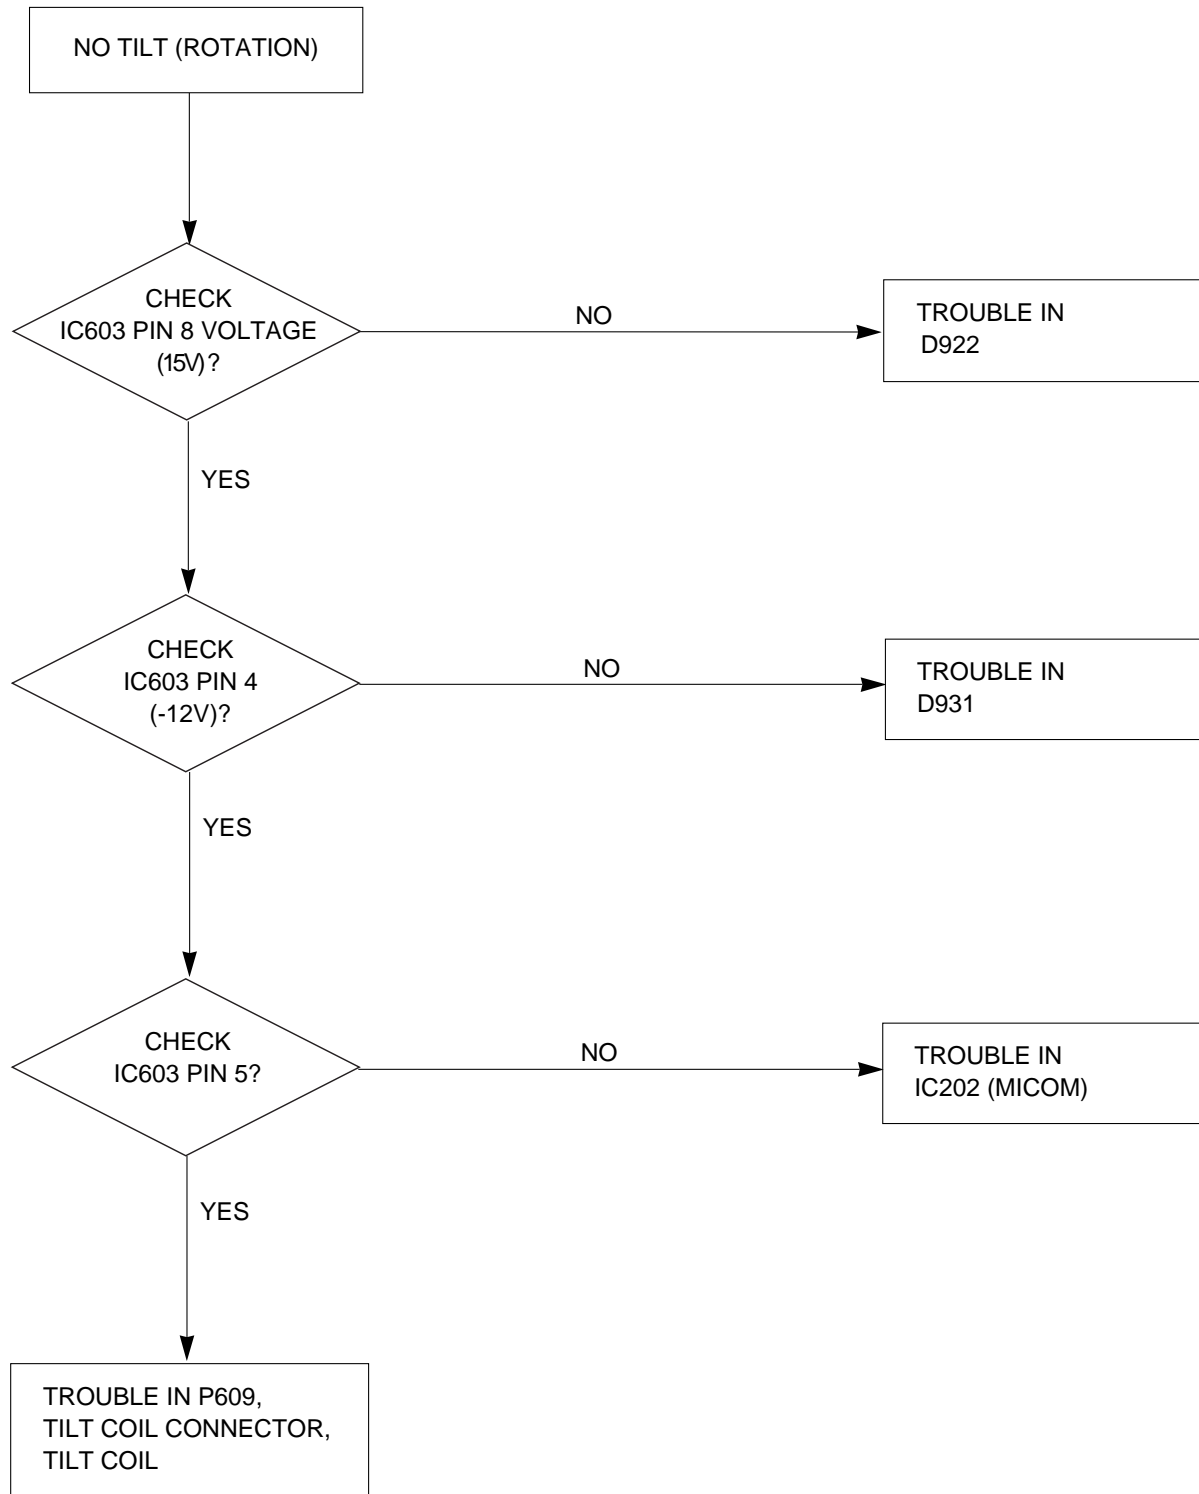 NO TILT (ROTATION)
CHECK
IC603 PIN 8 VOLTAGE
(15V)?
NO
TROUBLE IN
D922
YES
CHECK
IC603 PIN 4
(-12V)?
NO
TROUBLE IN
D931
YES
CHECK
IC603 PIN 5?
NO
TROUBLE IN
IC202 (MICOM)
YES
TROUBLE IN P609,
TILT COIL CONNECTOR,
TILT COIL